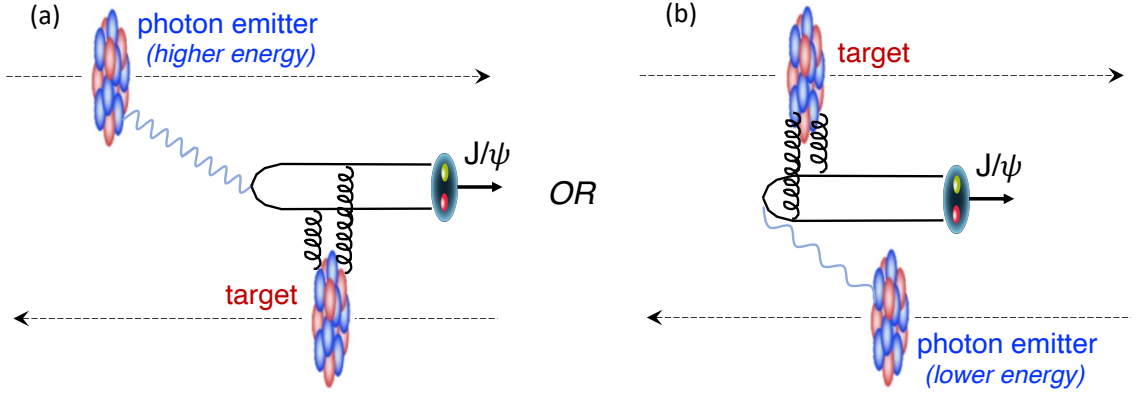 (a)
photon emitter
(higher energy)
target
J/ψ
OR
(b)
target
J/ψ
photon emitter
(lower energy)